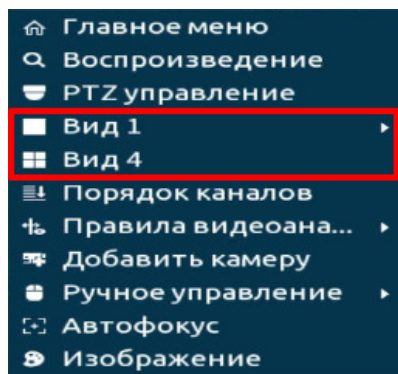 Главное меню
Воспроизведение
PTZ управление
Вид 1
Вид 4
Порядок каналов
Правила видеоана...
Добавить камеру
Ручное управление
Автофокус
Изображение